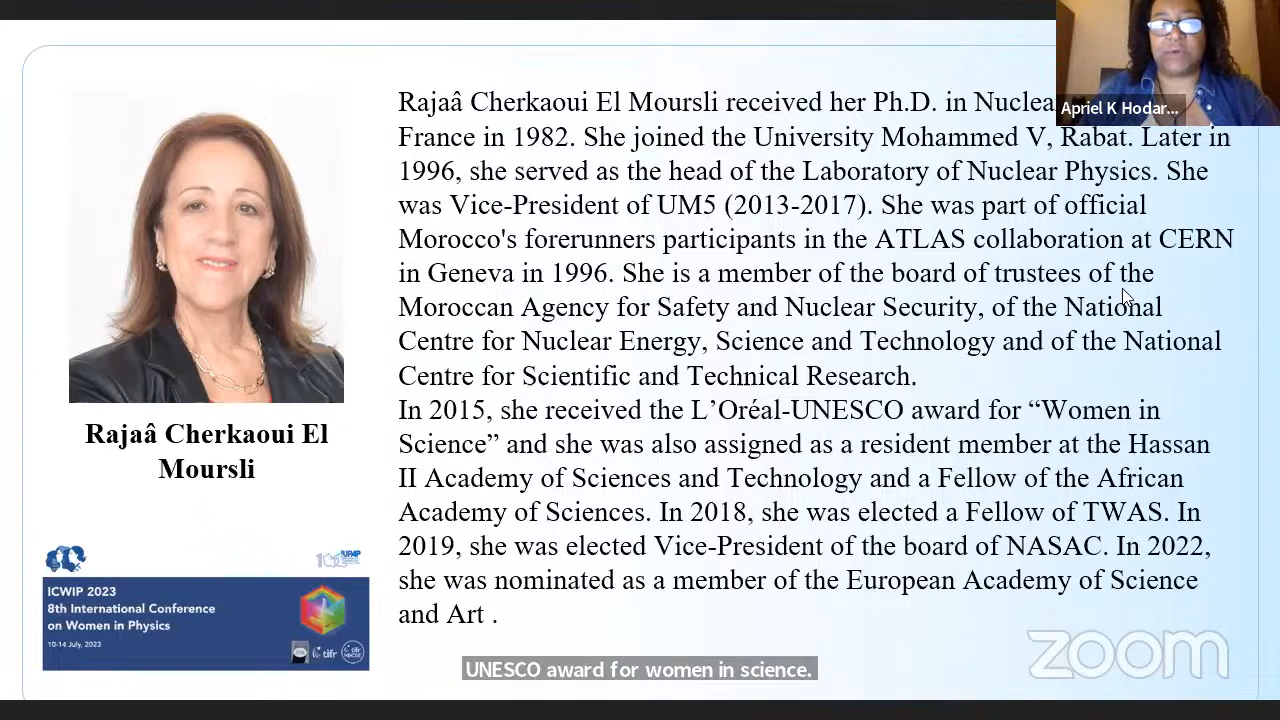 Apriel K Hodar...
Rajaâ Cherkaoui El Moursli received her Ph.D. in
France in 1982. She joined the University Mohammed V, Rabat. Later in
1996, she served as the head of the Laboratory of Nuclear Physics. She
was Vice-President of UM5 (2013-2017). She was part of official
Morocco's forerunners participants in the ATLAS collaboration at CERN
in Geneva in 1996. She is a member of the board of trustees of the
Moroccan Agency for Safety and Nuclear Security, of the National
Centre for Nuclear Energy, Science and Technology and of the National
Centre for Scientific and Technical Research.
In 2015, she received the L’Oréal-UNESCO award for “Women in
Science” and she was also assigned as a resident member at the Hassan
II Academy of Sciences and Technology and a Fellow of the African
Academy of Sciences. In 2018, she was elected a Fellow of TWAS. In
2019, she was elected Vice-President of the board of NASAC. In 2022,
she was nominated as a member of the European Academy of Science
and Art .
Rajaâ Cherkaoui El
Moursli
IUPAP
ICWIP 2023
8th International Conference
on Women in Physics
10-14 July, 2023
tifr
UNESCO award for women in science.
zoom